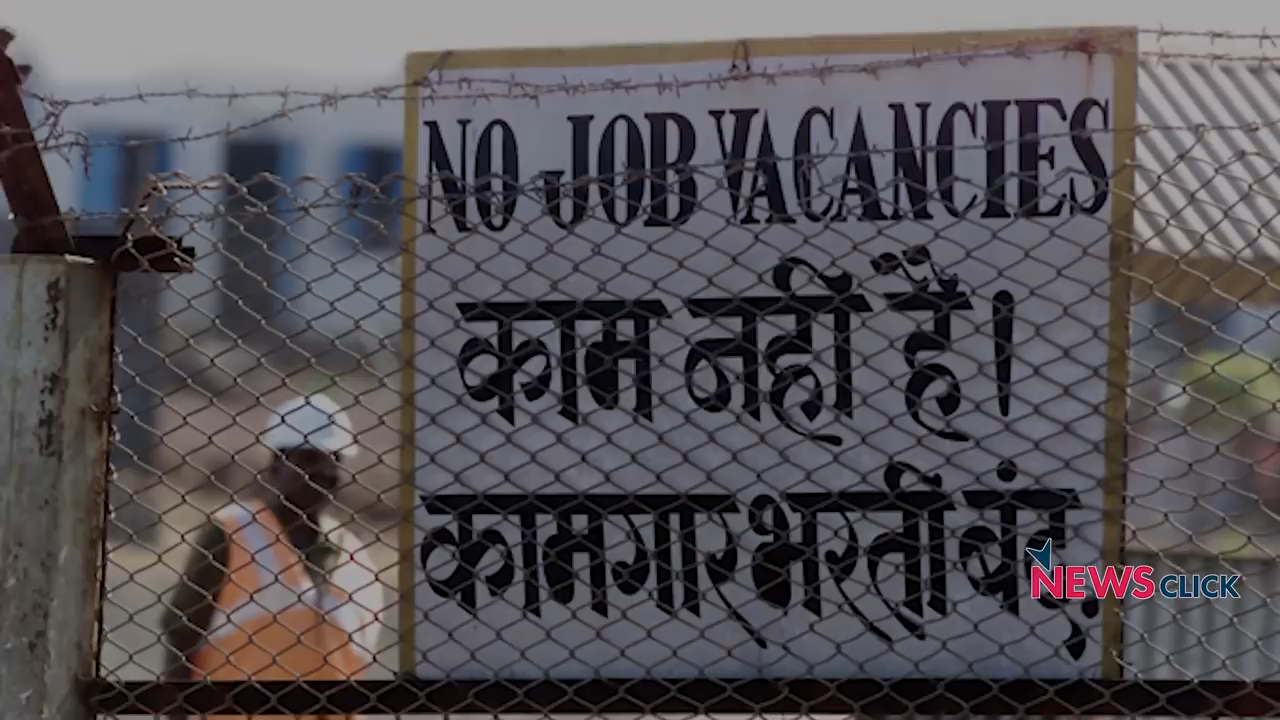 NO JOB VACANCIES
काम नहीं हैं।
कामगार भरती बंद
NEWSCLICK